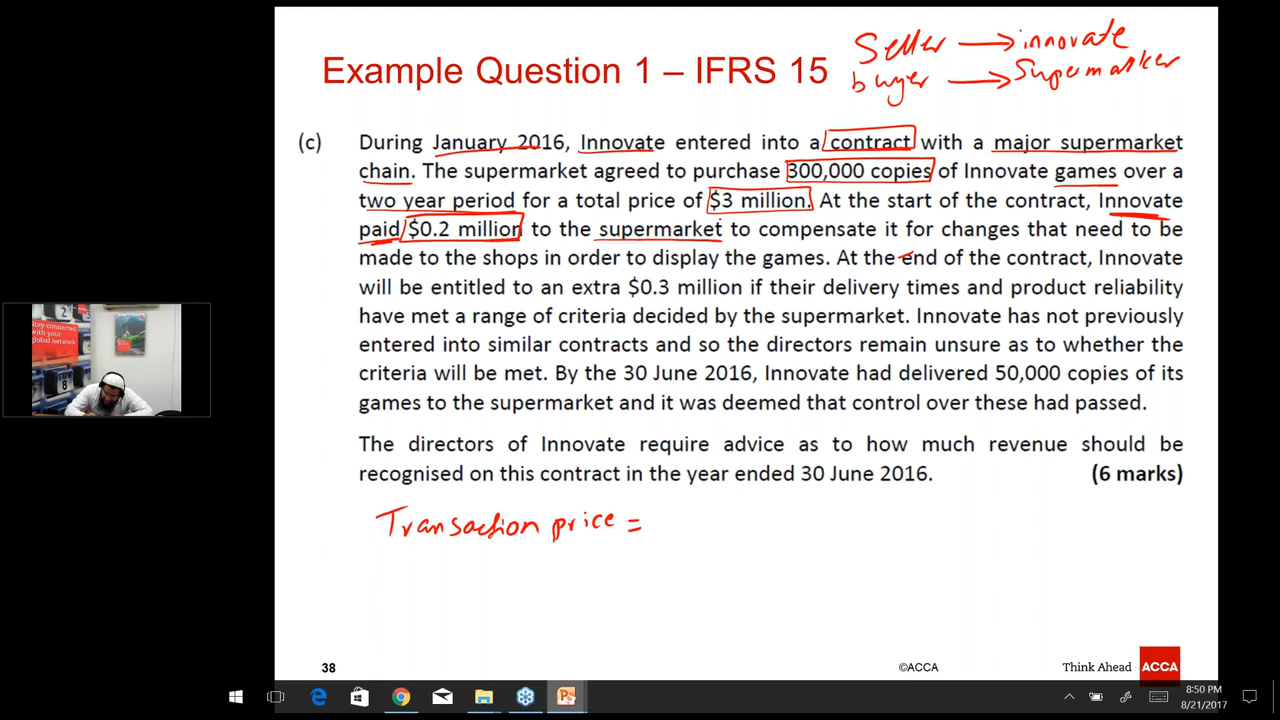 Example Question 1 – IFRS 15
Seller → innovate
buyer → Supermarker
(c) During January 2016, Innovate entered into a contract with a major supermarket
chain. The supermarket agreed to purchase 300,000 copies of Innovate games over a
two year period for a total price of $3 million. At the start of the contract, Innovate
paid $0.2 million to the supermarket to compensate it for changes that need to be
made to the shops in order to display the games. At the end of the contract, Innovate
will be entitled to an extra $0.3 million if their delivery times and product reliability
have met a range of criteria decided by the supermarket. Innovate has not previously
entered into similar contracts and so the directors remain unsure as to whether the
criteria will be met. By the 30 June 2016, Innovate had delivered 50,000 copies of its
games to the supermarket and it was deemed that control over these had passed.
The directors of Innovate require advice as to how much revenue should be
recognised on this contract in the year ended 30 June 2016. (6 marks)
Transaction price =
Stay connected
with your
global network
38
©ACCA
Think Ahead ACCA
8:50 PM
8/21/2017